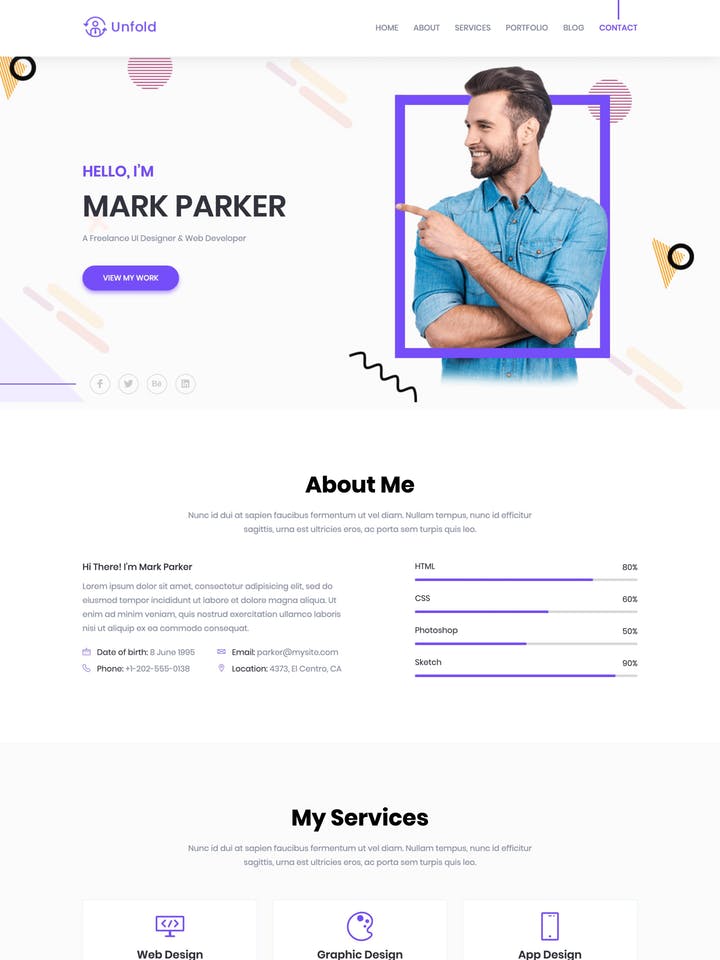 Unfold
HOME ABOUT SERVICES PORTFOLIO BLOG CONTACT
HELLO, I'M
MARK PARKER
A Freelance UI Designer & Web Developer
VIEW MY WORK
Bē
About Me
Nunc id dui at sapien faucibus fermentum ut vel diam. Nullam tempus, nunc id efficitur
sagittis, urna est ultricies eros, ac porta sem turpis quis leo.
Hi There! I'm Mark Parker
Lorem ipsum dolor sit amet, consectetur adipisicing elit, sed do
eiusmod tempor incididunt ut labore et dolore magna aliqua. Ut
enim ad minim veniam, quis nostrud exercitation ullamco laboris
nisi ut aliquip ex ea commodo consequat.
Date of birth: 8 June 1995
Email: parker@mysite.com
Phone: +1-202-555-0138
Location: 4373, El Centro, CA
HTML 80%
CSS 60%
Photoshop 50%
Sketch 90%
My Services
Nunc id dui at sapien faucibus fermentum ut vel diam. Nullam tempus, nunc id efficitur
sagittis, urna est ultricies eros, ac porta sem turpis quis leo.
Web Design
Graphic Design
App Design